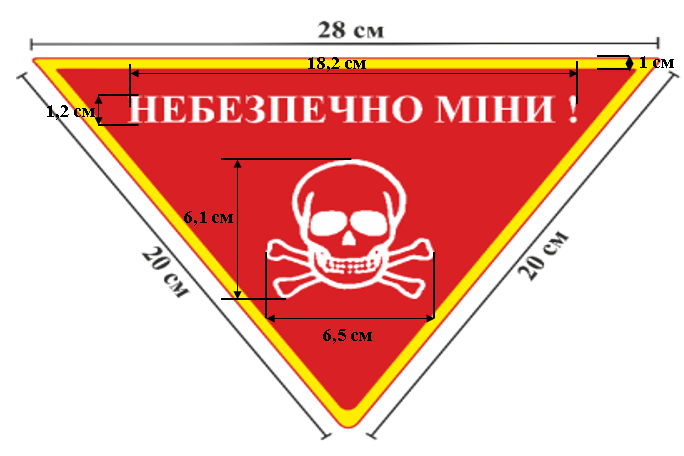 28 см
18,2 см
1 см
1,2 см
НЕБЕЗПЕЧНО МІНИ !
6,1 см
20 см
20 см
6,5 см